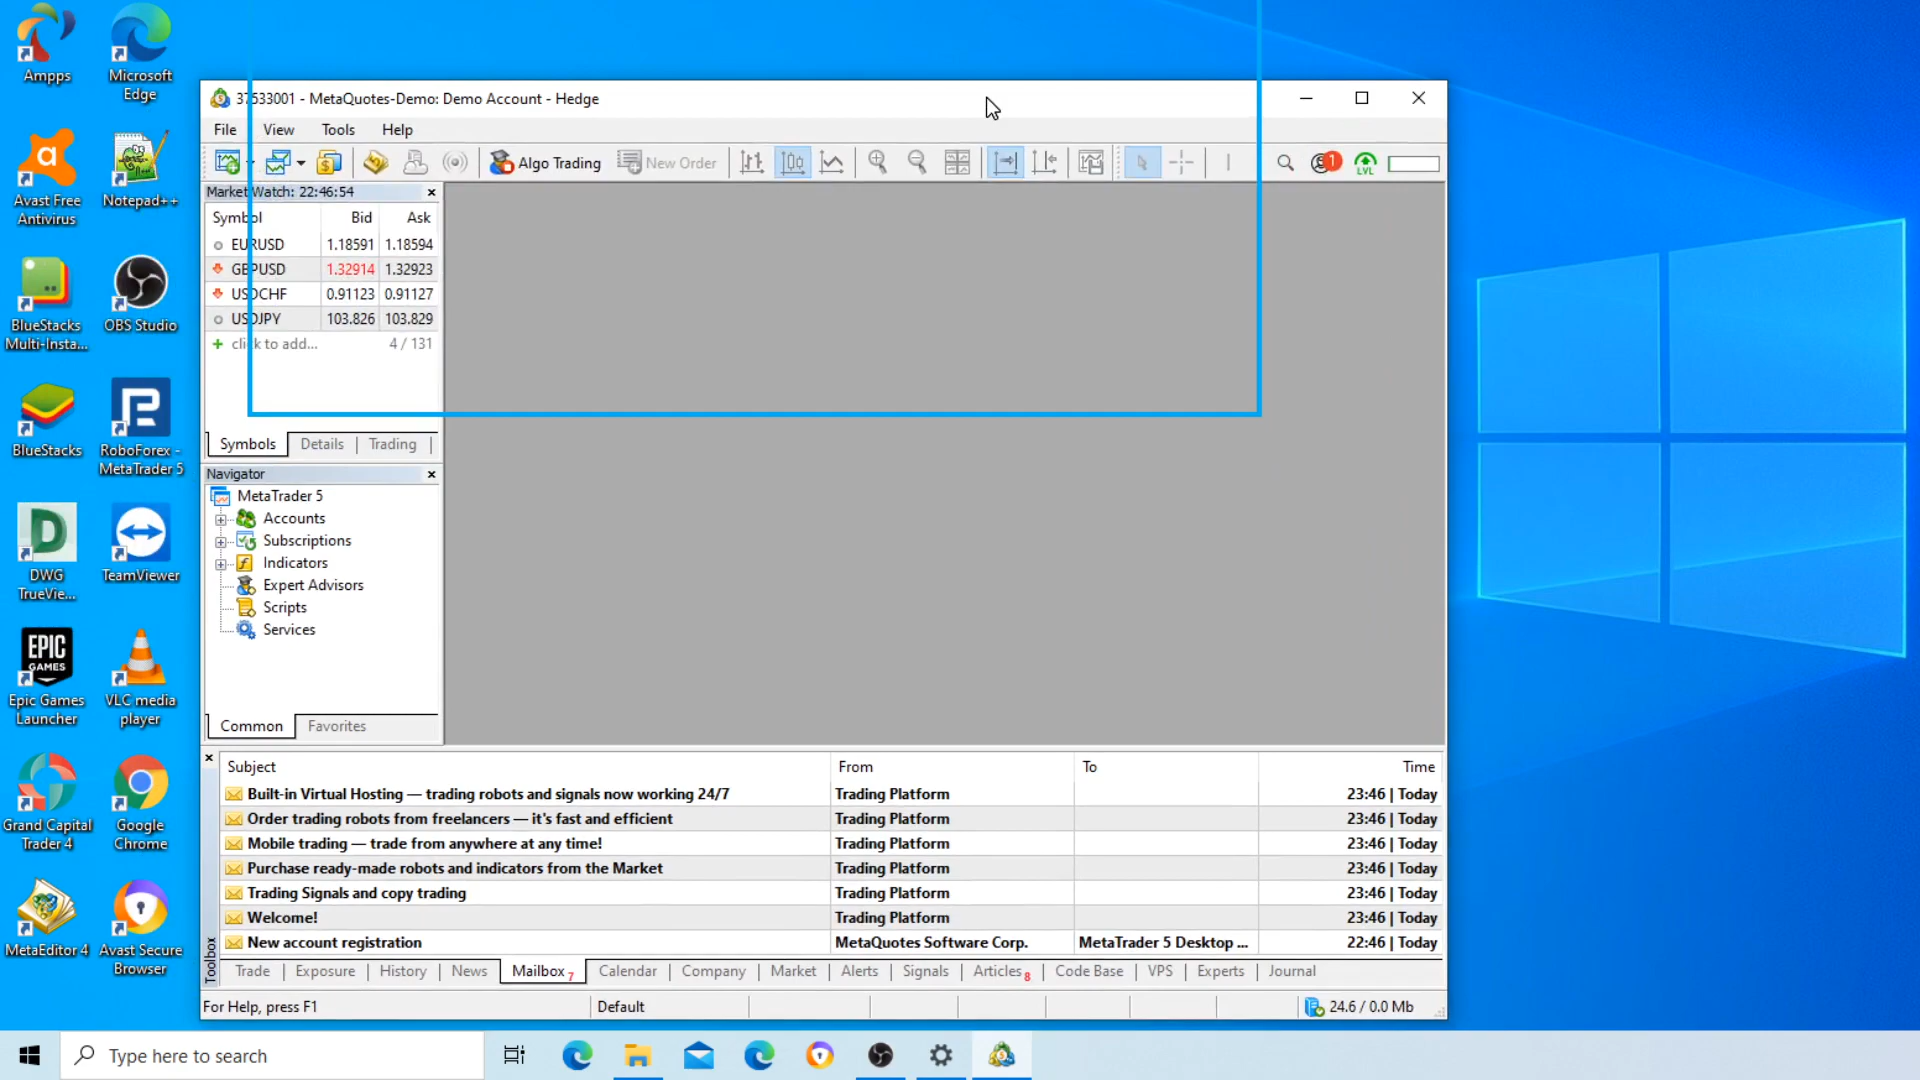 Ampps
Microsoft
Edge
Avast Free
Antivirus
Notepad++
BlueStacks
Multi-Insta...
OBS Studio
BlueStacks
RoboForex -
MetaTrader 5
DWG
TrueVie...
TeamViewer
EPIC
GAMES
Epic Games
Launcher
VLC media
player
Grand Capital
Trader 4
Google
Chrome
MetaEditor 4
Avast Secure
Browser
37533001 - MetaQuotes-Demo: Demo Account - Hedge
File View Tools Help
Algo Trading New Order 1 LVL
Market Watch: 22:46:54
Symbol Bid Ask
EURUSD 1.18591 1.18594
GBPUSD 1.32914 1.32923
USDCHF 0.91123 0.91127
USDJPY 103.826 103.829
click to add... 4 / 131
Symbols Details Trading
Navigator
MetaTrader 5
Accounts
Subscriptions
Indicators
Expert Advisors
Scripts
Services
Common Favorites
Subject From To Time
Built-in Virtual Hosting — trading robots and signals now working 24/7 Trading Platform 23:46 | Today
Order trading robots from freelancers — it's fast and efficient Trading Platform 23:46 | Today
Mobile trading — trade from anywhere at any time! Trading Platform 23:46 | Today
Purchase ready-made robots and indicators from the Market Trading Platform 23:46 | Today
Trading Signals and copy trading Trading Platform 23:46 | Today
Welcome! Trading Platform 23:46 | Today
New account registration MetaQuotes Software Corp. MetaTrader 5 Desktop ... 22:46 | Today
Toolbox
Trade Exposure History News Mailbox 7 Calendar Company Market Alerts Signals Articles 8 Code Base VPS Experts Journal
For Help, press F1 Default 24.6 / 0.0 Mb
Type here to search